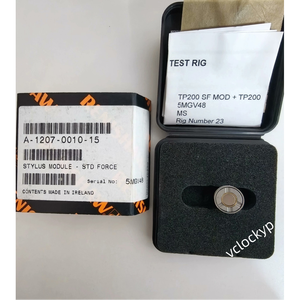 A-1207-0010-15
STYLUS MODULE - STD FORCE
Serial No: 5MGV48
CONTENTS MADE IN IRELAND
TEST RIG
TP200 SF MOD + TP200
5MGV48
MS
Rig Number 23
vclockyp